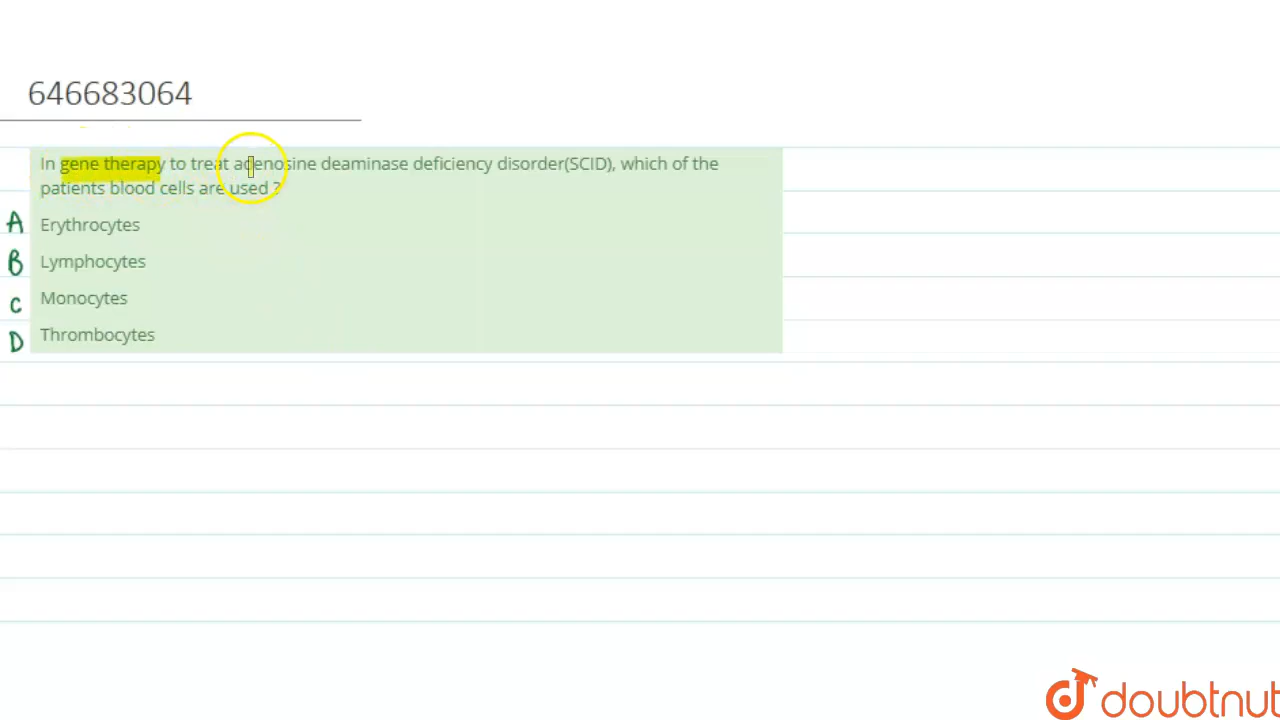 646683064
In gene therapy to treat adenosine deaminase deficiency disorder(SCID), which of the
patients blood cells are used ?
A Erythrocytes
B Lymphocytes
C Monocytes
D Thrombocytes
doubtnut